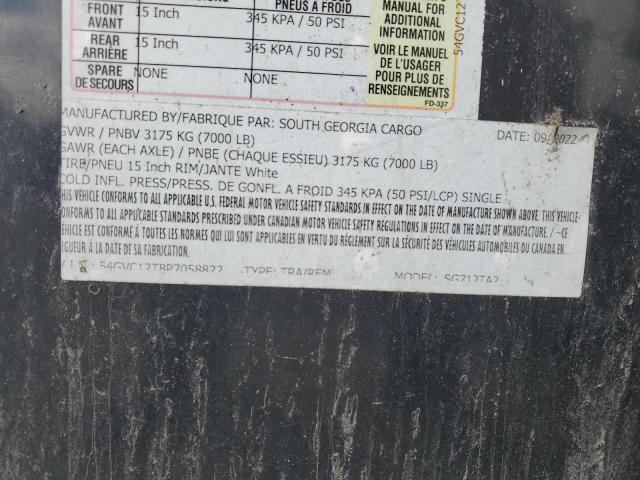 PNEUS A FROID
MANUAL FOR
ADDITIONAL
INFORMATION
VOIR LE MANUEL
DE L'USAGER
POUR PLUS DE
RENSEIGNEMENTS
FD-337
FRONT
AVANT
15 Inch
345 KPA / 50 PSI
REAR
ARRIÈRE
15 Inch
345 KPA / 50 PSI
SPARE
DE SECOURS
NONE
NONE
54GVC12T
MANUFACTURED BY/FABRIQUE PAR: SOUTH GEORGIA CARGO
DATE: 09/2022
GVWR / PNBV 3175 KG (7000 LB)
GAWR (EACH AXLE) / PNBE (CHAQUE ESSIEU) 3175 KG (7000 LB)
TIRE/PNEU 15 Inch RIM/JANTE White
COLD INFL. PRESS/PRESS. DE GONFL. A FROID 345 KPA (50 PSI/LCP) SINGLE
THIS VEHICLE CONFORMS TO ALL APPLICABLE U.S. FEDERAL MOTOR VEHICLE SAFETY STANDARDS IN EFFECT ON THE DATE OF MANUFACTURE SHOWN ABOVE. THIS VEHICLE
CONFORMS TO ALL APPLICABLE STANDARDS PRESCRIBED UNDER CANADIAN MOTOR VEHICLE SAFETY REGULATIONS IN EFFECT ON THE DATE OF MANUFACTURE. / -CE
VEHICULE EST CONFORME À TOUTES LES NORMES QUI LUI SONT APPLICABLES EN VERTU DU RÉGLEMENT SUR LA SÉCURITÉ DES VÉHICULES AUTOMOBILES DU CANADA EN
VIGUEUR À LA DATE DE SA FABRICATION.
54GVC12T8P7058822 TYPE: TRA/REM MODEL: SG712TA2